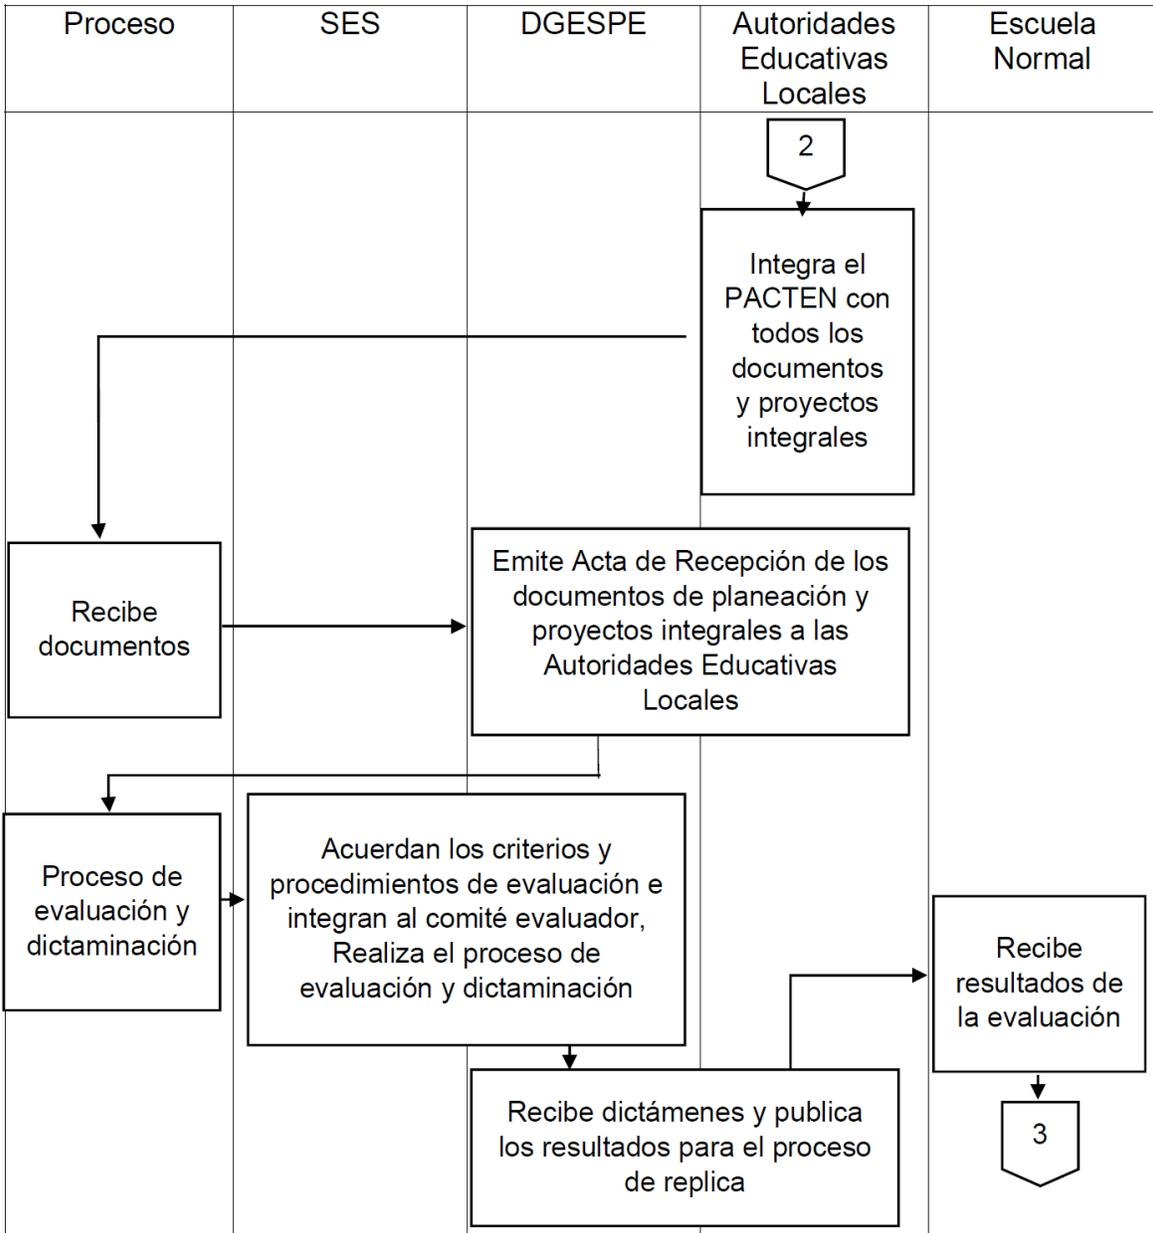 Proceso
SES
DGESPE
Autoridades
Educativas
Locales
Escuela
Normal
2
Integra el
PACTEN con
todos los
documentos
y proyectos
integrales
Recibe
documentos
Emite Acta de Recepción de los
documentos de planeación y
proyectos integrales a las
Autoridades Educativas
Locales
Proceso de
evaluación y
dictaminación
Acuerdan los criterios y
procedimientos de evaluación e
integran al comité evaluador,
Realiza el proceso de
evaluación y dictaminación
Recibe dictámenes y publica
los resultados para el proceso
de replica
Recibe
resultados de
la evaluación
3